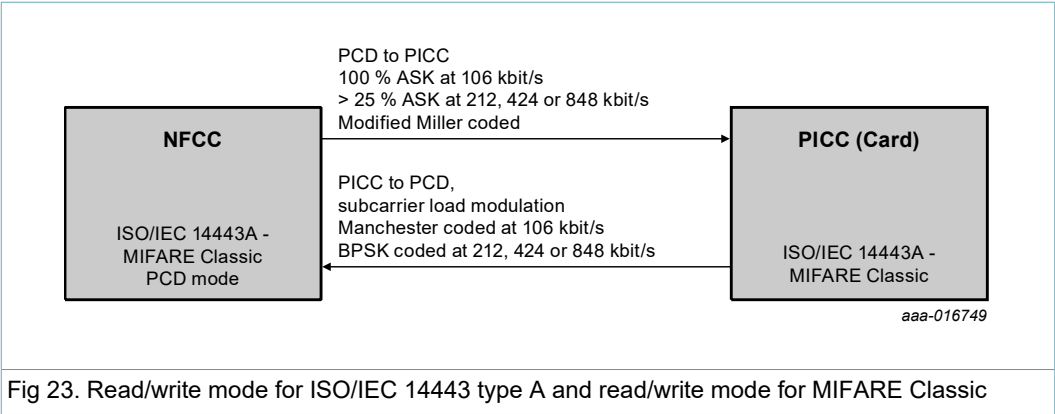 PCD to PICC
100 % ASK at 106 kbit/s
> 25 % ASK at 212, 424 or 848 kbit/s
Modified Miller coded
NFCC
PICC (Card)
PICC to PCD,
subcarrier load modulation
Manchester coded at 106 kbit/s
BPSK coded at 212, 424 or 848 kbit/s
ISO/IEC 14443A -
MIFARE Classic
PCD mode
ISO/IEC 14443A -
MIFARE Classic
aaa-016749
Fig 23. Read/write mode for ISO/IEC 14443 type A and read/write mode for MIFARE Classic